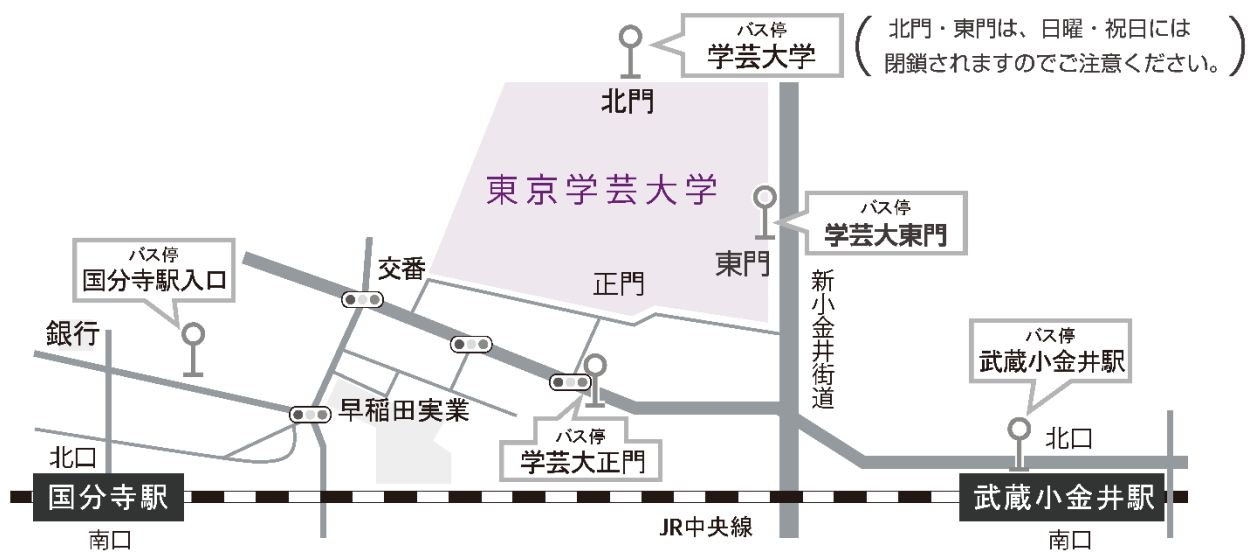 バス停
学芸大学
北門・東門は、日曜・祝日には
閉鎖されますのでご注意ください。
北門
東京学芸大学
バス停
学芸大東門
東門
正門
新小金井街道
交番
バス停
国分寺駅入口
銀行
バス停
武蔵小金井駅
早稲田実業
バス停
学芸大正門
北口
北口
国分寺駅
武蔵小金井駅
JR中央線
南口
南口